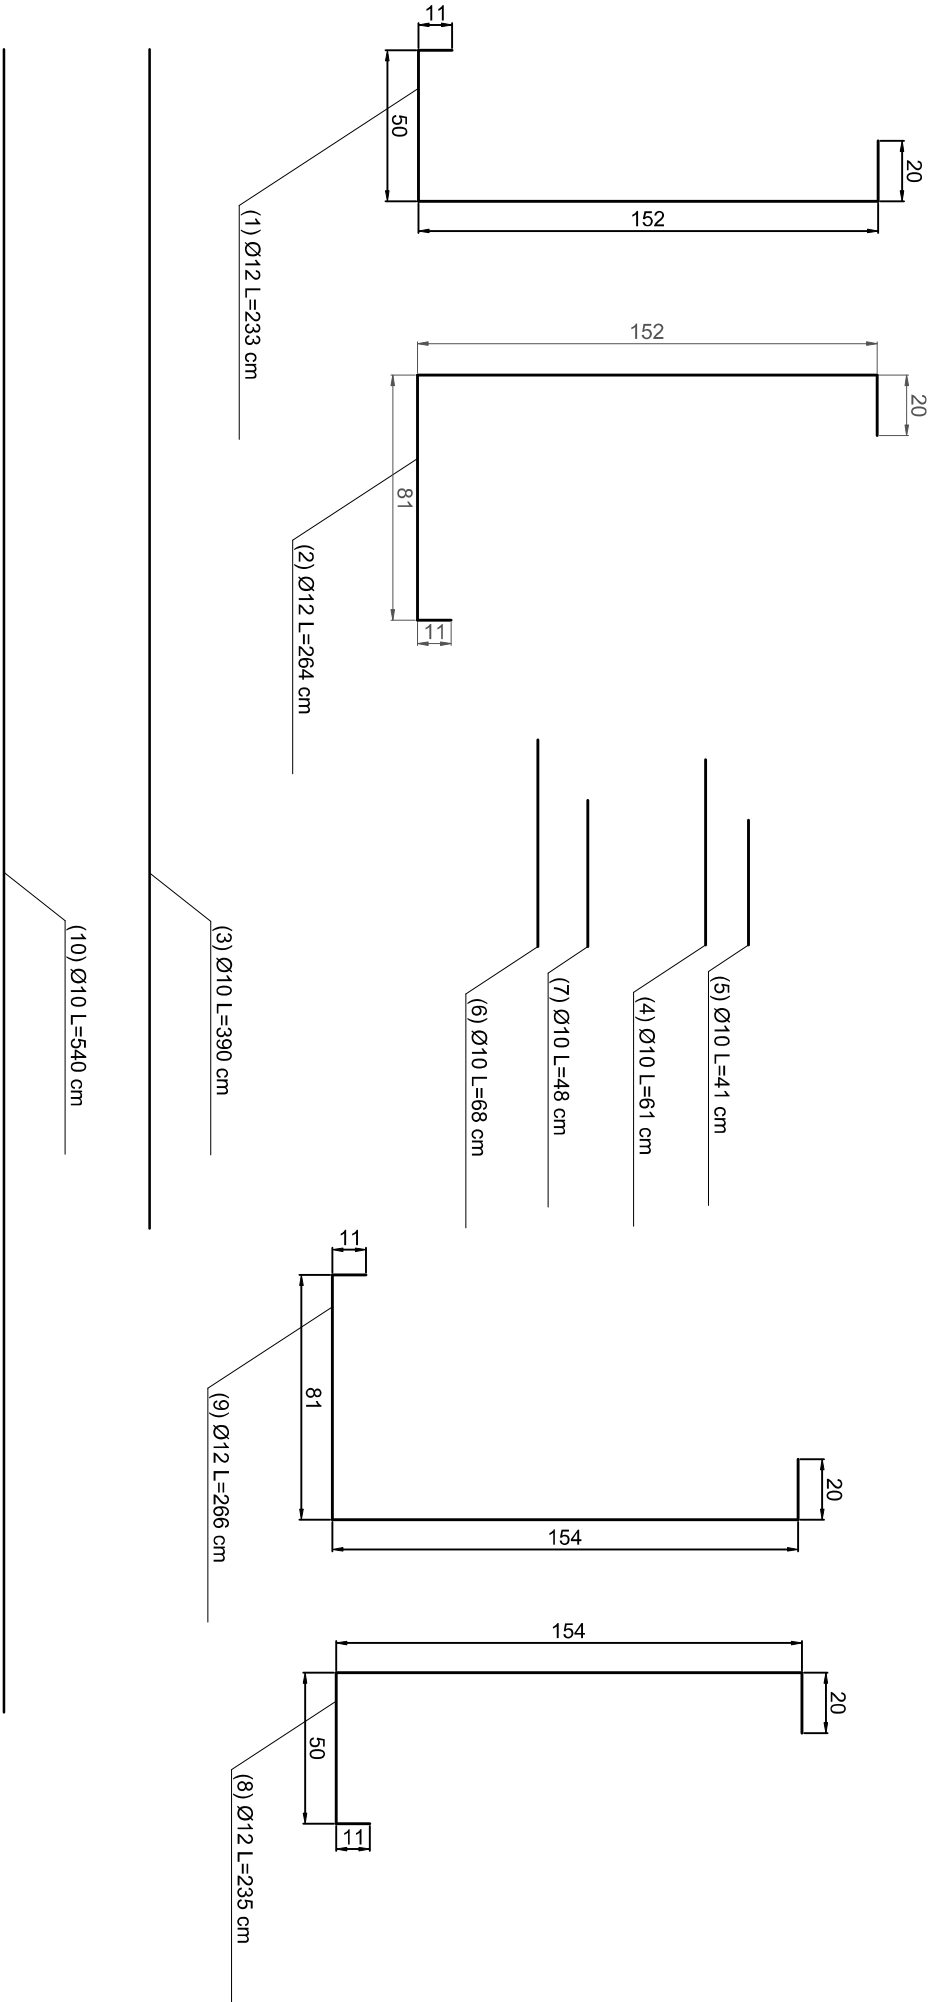 11
50
20
152
(1) Ø12 L=233 cm
152
20
81
11
(2) Ø12 L=264 cm
(5) Ø10 L=41 cm
(4) Ø10 L=61 cm
(7) Ø10 L=48 cm
(6) Ø10 L=68 cm
(3) Ø10 L=390 cm
(10) Ø10 L=540 cm
11
81
20
154
(9) Ø12 L=266 cm
154
20
50
11
(8) Ø12 L=235 cm